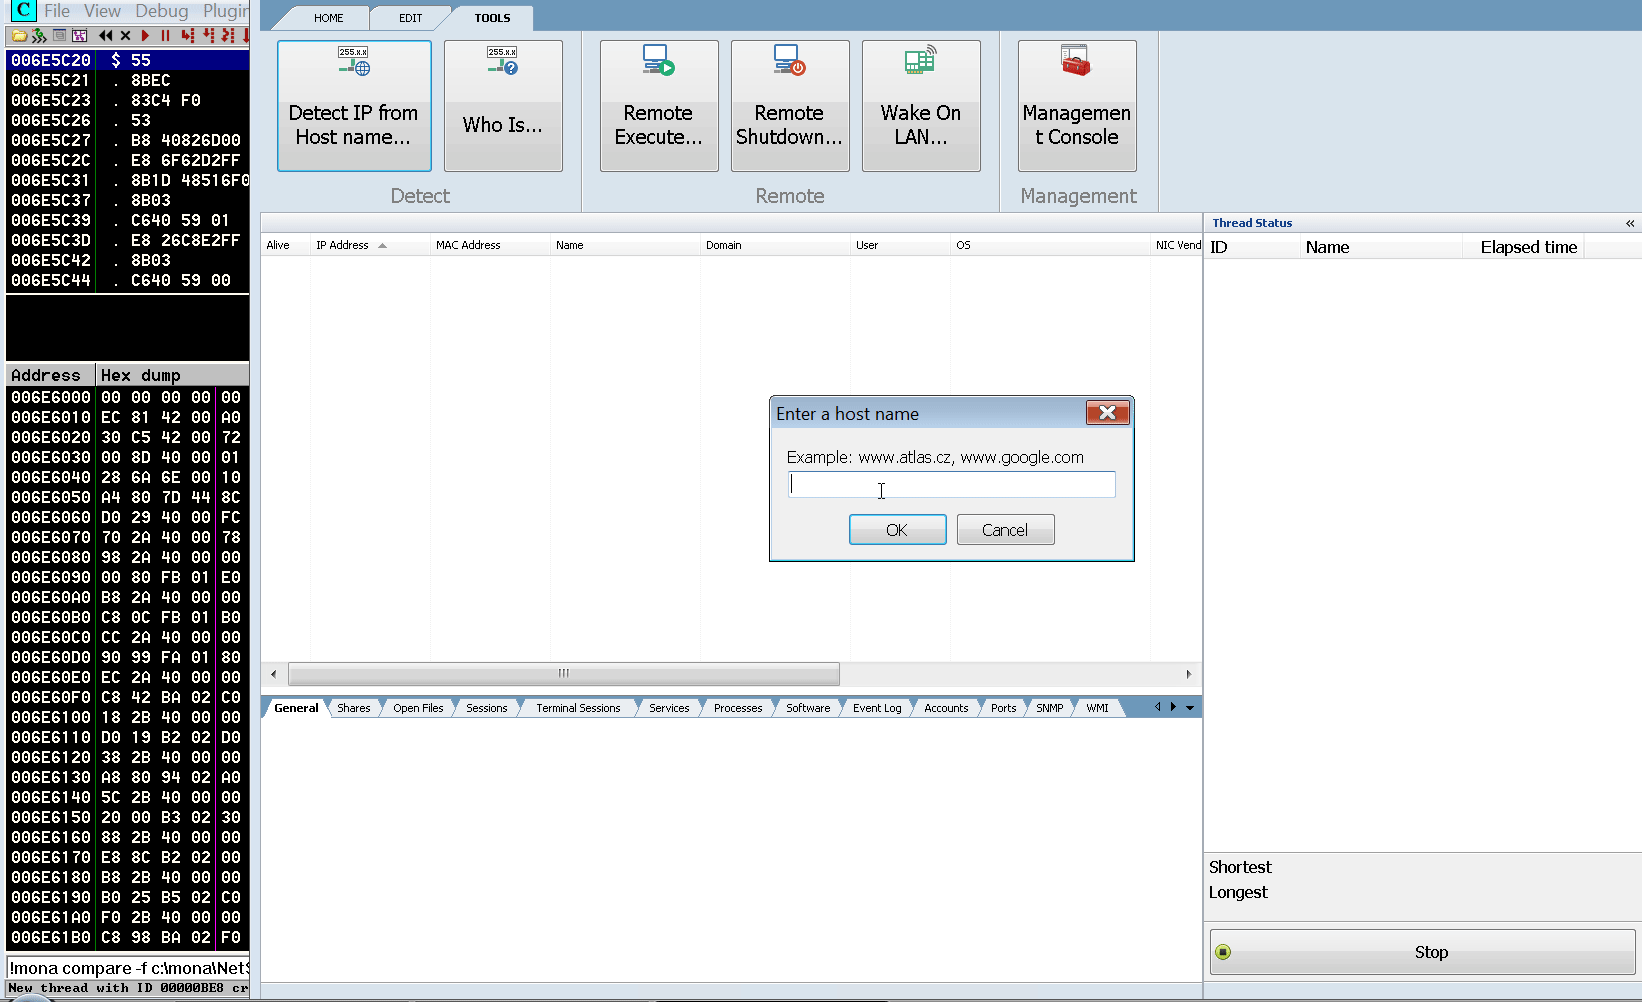 C File View Debug Plugin
006E5C20 $ 55
006E5C21 . 8BEC
006E5C23 . 83C4 F0
006E5C26 . 53
006E5C27 . B8 40826D00
006E5C2C . E8 6F62D2FF
006E5C31 . 8B1D 48516F0
006E5C37 . 8B03
006E5C39 . C640 59 01
006E5C3D . E8 26C8E2FF
006E5C42 . 8B03
006E5C44 . C640 59 00
Address Hex dump
006E6000 00 00 00 00 00
006E6010 EC 81 42 00 A0
006E6020 30 C5 42 00 72
006E6030 00 8D 40 00 01
006E6040 28 6A 6E 00 10
006E6050 A4 80 7D 44 8C
006E6060 D0 29 40 00 FC
006E6070 70 2A 40 00 78
006E6080 98 2A 40 00 00
006E6090 00 80 FB 01 E0
006E60A0 B8 2A 40 00 00
006E60B0 C8 0C FB 01 B0
006E60C0 CC 2A 40 00 00
006E60D0 90 99 FA 01 80
006E60E0 EC 2A 40 00 00
006E60F0 C8 42 BA 02 C0
006E6100 18 2B 40 00 00
006E6110 D0 19 B2 02 D0
006E6120 38 2B 40 00 00
006E6130 A8 80 94 02 A0
006E6140 5C 2B 40 00 00
006E6150 20 00 B3 02 30
006E6160 88 2B 40 00 00
006E6170 E8 8C B2 02 00
006E6180 B8 2B 40 00 00
006E6190 B0 25 B5 02 C0
006E61A0 F0 2B 40 00 00
006E61B0 C8 98 BA 02 F0
!mona compare -f c:\mona\NetS
New thread with ID 00000BE8 cr
HOME EDIT TOOLS
255.x.x
Detect IP from
Host name...
255.x.x
Who Is...
Detect
Remote
Execute...
Remote
Shutdown...
Wake On
LAN...
Remote
Managemen
t Console
Management
Alive IP Address MAC Address Name Domain User OS NIC Vend
Enter a host name
Example: www.atlas.cz, www.google.com
OK Cancel
General Shares Open Files Sessions Terminal Sessions Services Processes Software Event Log Accounts Ports SNMP WMI
Thread Status «
ID Name Elapsed time
Shortest
Longest
Stop